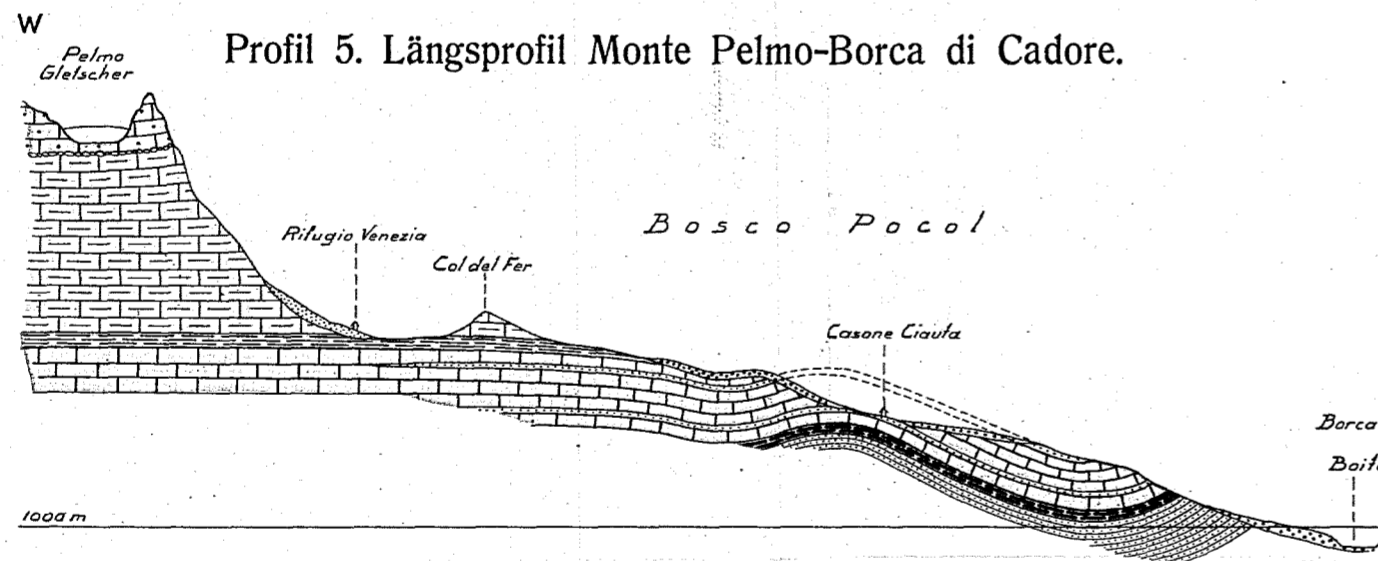 W
Profil 5. Längsprofil Monte Pelmo-Borca di Cadore.
Pelmo
Gletscher
Bosco Pocol
Rifugio Venezia
Col del Fer
Casone Ciauta
Borca
1000m